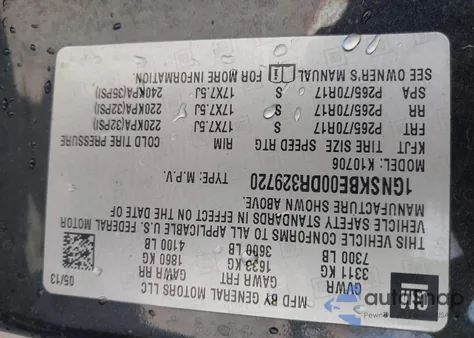 GM
MFD BY GENERAL MOTORS LLC
05/13
GVWR GAWR FRT GAWR RR
3311 KG 1633 KG 1860 KG
7300 LB 3600 LB 4100 LB
THIS VEHICLE CONFORMS TO ALL APPLICABLE U.S. FEDERAL MOTOR
VEHICLE SAFETY STANDARDS IN EFFECT ON THE DATE OF
MANUFACTURE SHOWN ABOVE.
1GNSKBE00DR329720 TYPE: M.P.V.
MODEL: K10706
KFJT TIRE SIZE SPEED RTG RIM COLD TIRE PRESSURE
FRT P265/70R17 S 17X7.5J 220KPA(32PSI)
RR P265/70R17 S 17X7.5J 220KPA(32PSI)
SPA P265/70R17 S 17X7.5J 240KPA(35PSI)
SEE OWNER'S MANUAL FOR MORE INFORMATION.
autosnap